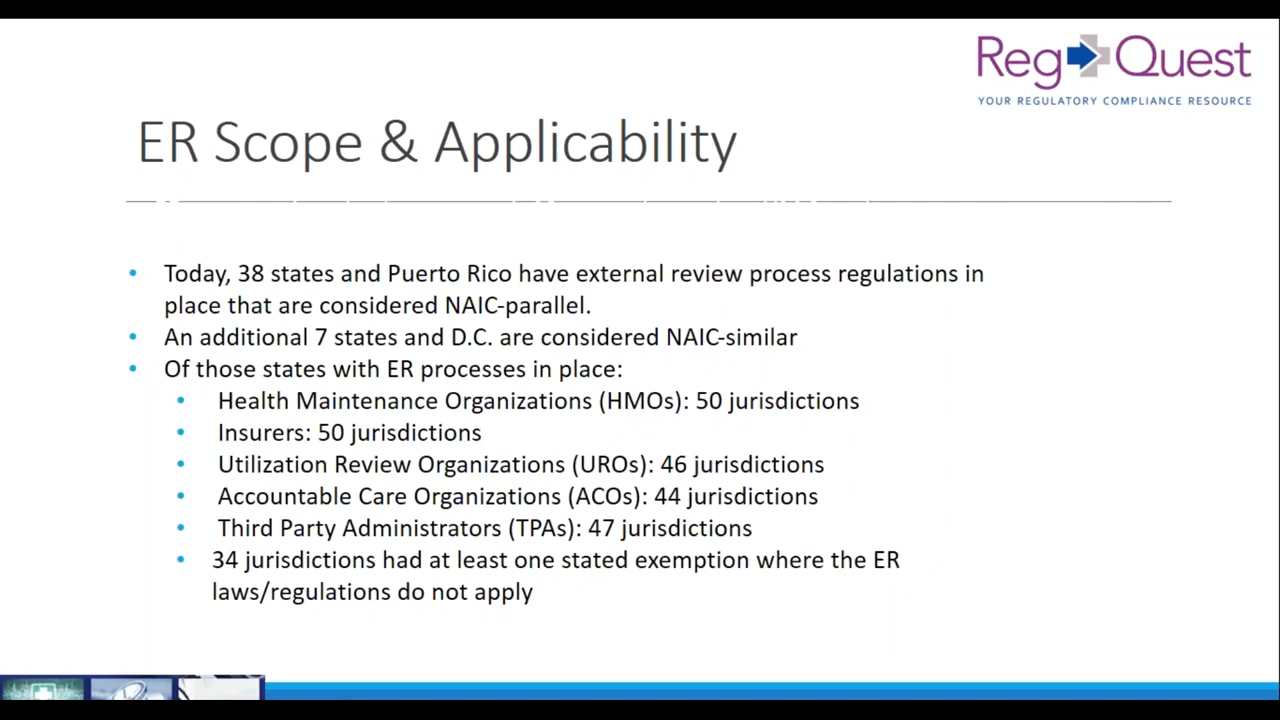 Reg Quest
YOUR REGULATORY COMPLIANCE RESOURCE
ER Scope & Applicability
• Today, 38 states and Puerto Rico have external review process regulations in
place that are considered NAIC-parallel.
• An additional 7 states and D.C. are considered NAIC-similar
• Of those states with ER processes in place:
• Health Maintenance Organizations (HMOs): 50 jurisdictions
• Insurers: 50 jurisdictions
• Utilization Review Organizations (UROs): 46 jurisdictions
• Accountable Care Organizations (ACOs): 44 jurisdictions
• Third Party Administrators (TPAs): 47 jurisdictions
• 34 jurisdictions had at least one stated exemption where the ER
laws/regulations do not apply